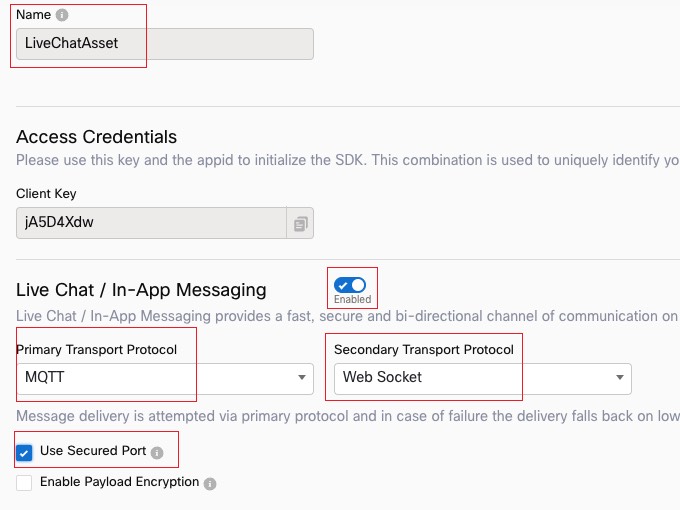 Name
LiveChatAsset
Access Credentials
Please use this key and the appid to initialize the SDK. This combination is used to uniquely identify yo
Client Key
jA5D4Xdw
Live Chat / In-App Messaging
Enabled
Live Chat / In-App Messaging provides a fast, secure and bi-directional channel of communication on
Primary Transport Protocol
Secondary Transport Protocol
MQTT
Web Socket
Message delivery is attempted via primary protocol and in case of failure the delivery falls back on low
Use Secured Port
Enable Payload Encryption